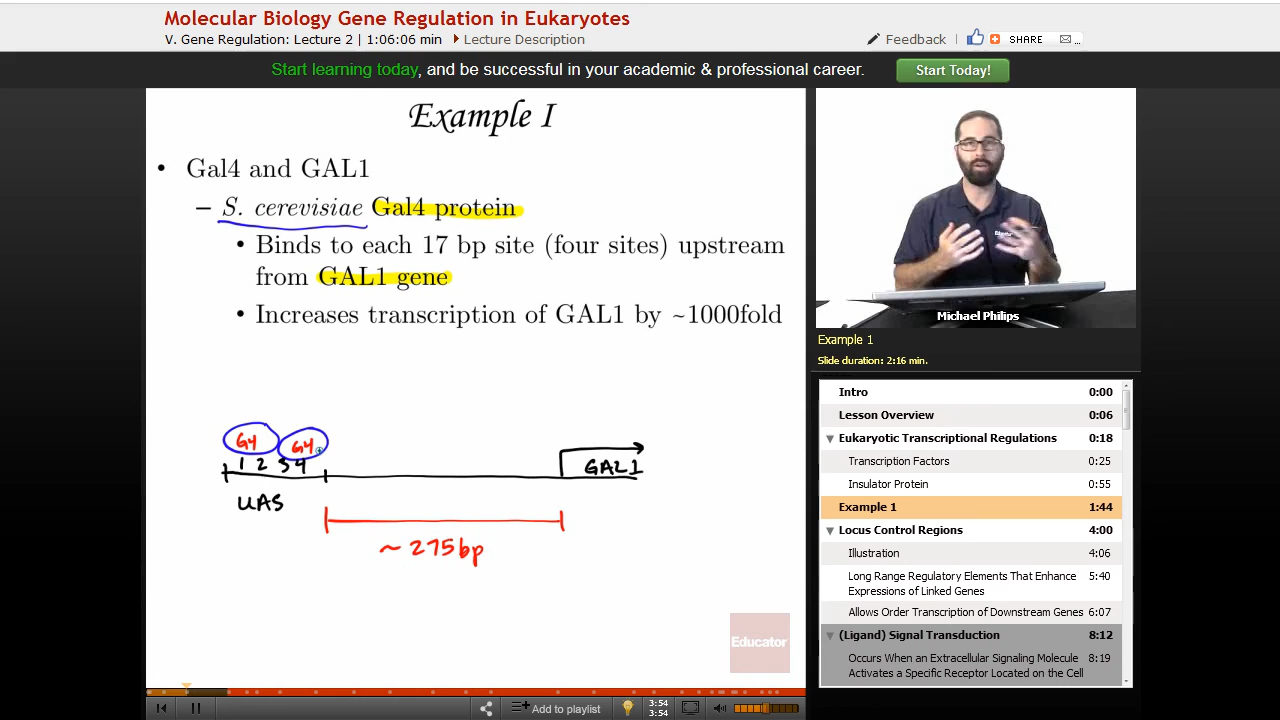 Molecular Biology Gene Regulation in Eukaryotes
V. Gene Regulation: Lecture 2 | 1:06:06 min Lecture Description
Feedback | SHARE ...
Start learning today, and be successful in your academic & professional career. Start Today!
Example I
• Gal4 and GAL1
– S. cerevisiae Gal4 protein
• Binds to each 17 bp site (four sites) upstream
from GAL1 gene
• Increases transcription of GAL1 by ~1000fold
G4 G4
1 2 3 4
GAL1
UAS
~ 275bp
Educator
Michael Philips
Example 1
Slide duration: 2:16 min.
Intro 0:00
Lesson Overview 0:06
Eukaryotic Transcriptional Regulations 0:18
Transcription Factors 0:25
Insulator Protein 0:55
Example 1 1:44
Locus Control Regions 4:00
Illustration 4:06
Long Range Regulatory Elements That Enhance 5:40
Expressions of Linked Genes
Allows Order Transcription of Downstream Genes 6:07
(Ligand) Signal Transduction 8:12
Occurs When an Extracellular Signaling Molecule 8:19
Activates a Specific Receptor Located on the Cell
Add to playlist
3:54
3:54